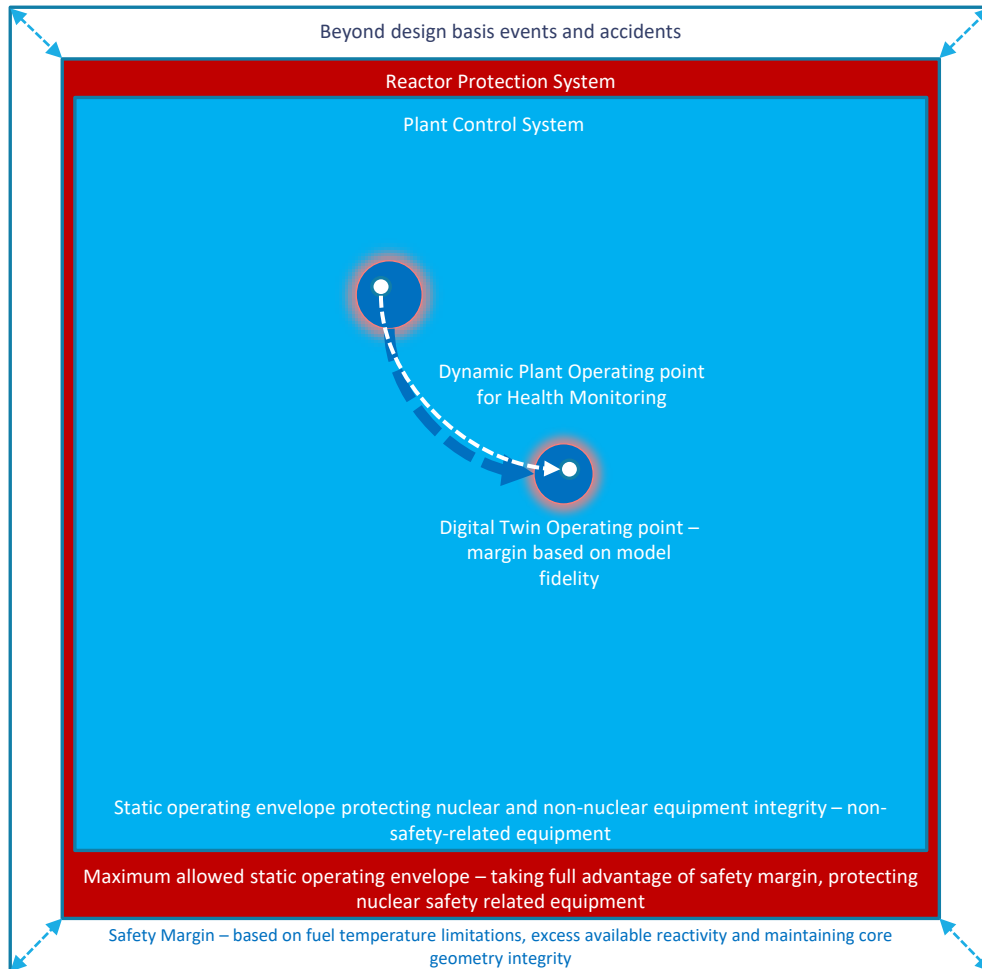 Beyond design basis events and accidents
Reactor Protection System
Plant Control System
Dynamic Plant Operating point
for Health Monitoring
Digital Twin Operating point –
margin based on model
fidelity
Static operating envelope protecting nuclear and non-nuclear equipment integrity – non-
safety-related equipment
Maximum allowed static operating envelope – taking full advantage of safety margin, protecting
nuclear safety related equipment
Safety Margin – based on fuel temperature limitations, excess available reactivity and maintaining core
geometry integrity